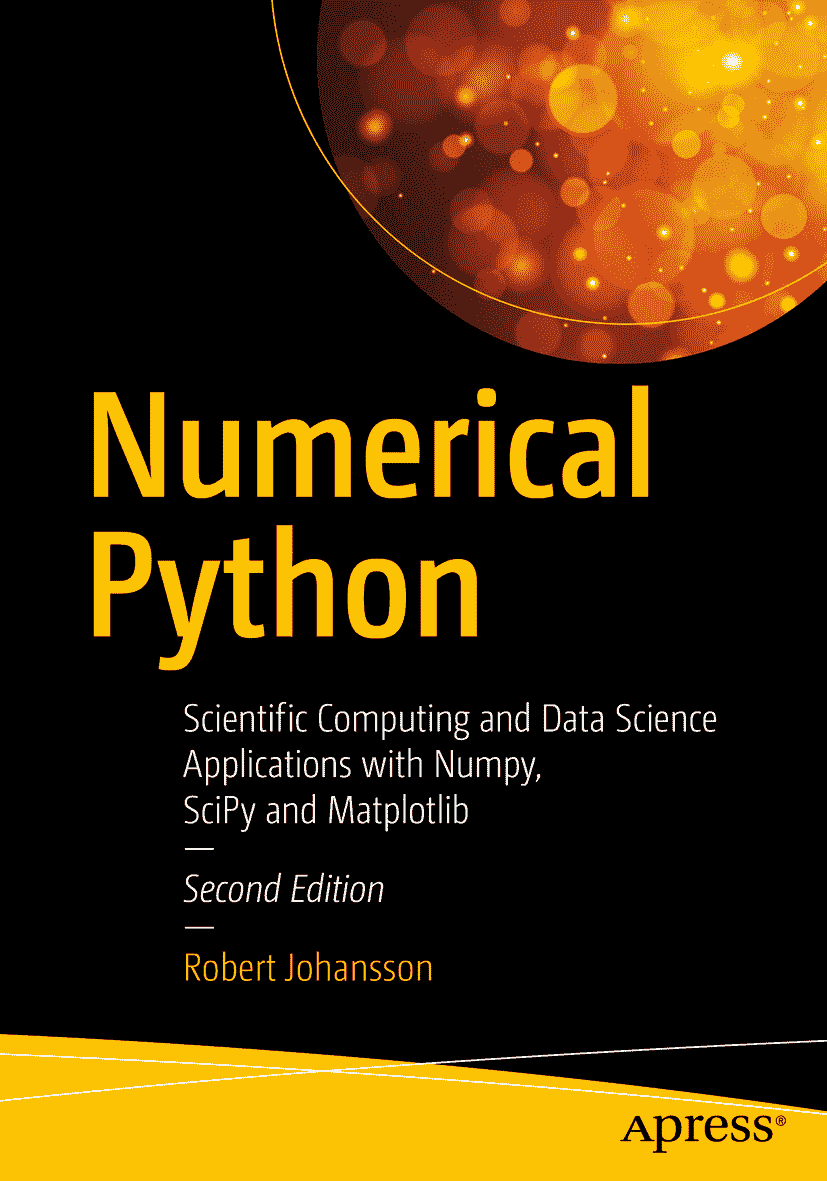 Numerical
Python
Scientific Computing and Data Science
Applications with Numpy,
SciPy and Matplotlib
—
Second Edition
—
Robert Johansson
Apress®